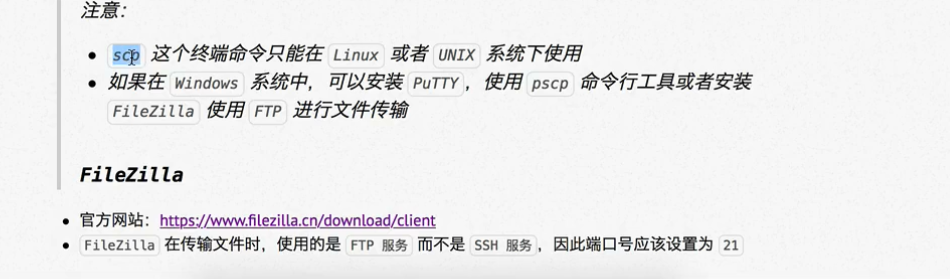 注意：
• scp 这个终端命令只能在 Linux 或者 UNIX 系统下使用
• 如果在 Windows 系统中，可以安装 PuTTY，使用 pscp 命令行工具或者安装
FileZilla 使用 FTP 进行文件传输
FileZilla
• 官方网站：https://www.filezilla.cn/download/client
• FileZilla 在传输文件时，使用的是 FTP 服务 而不是 SSH 服务，因此端口号应该设置为 21